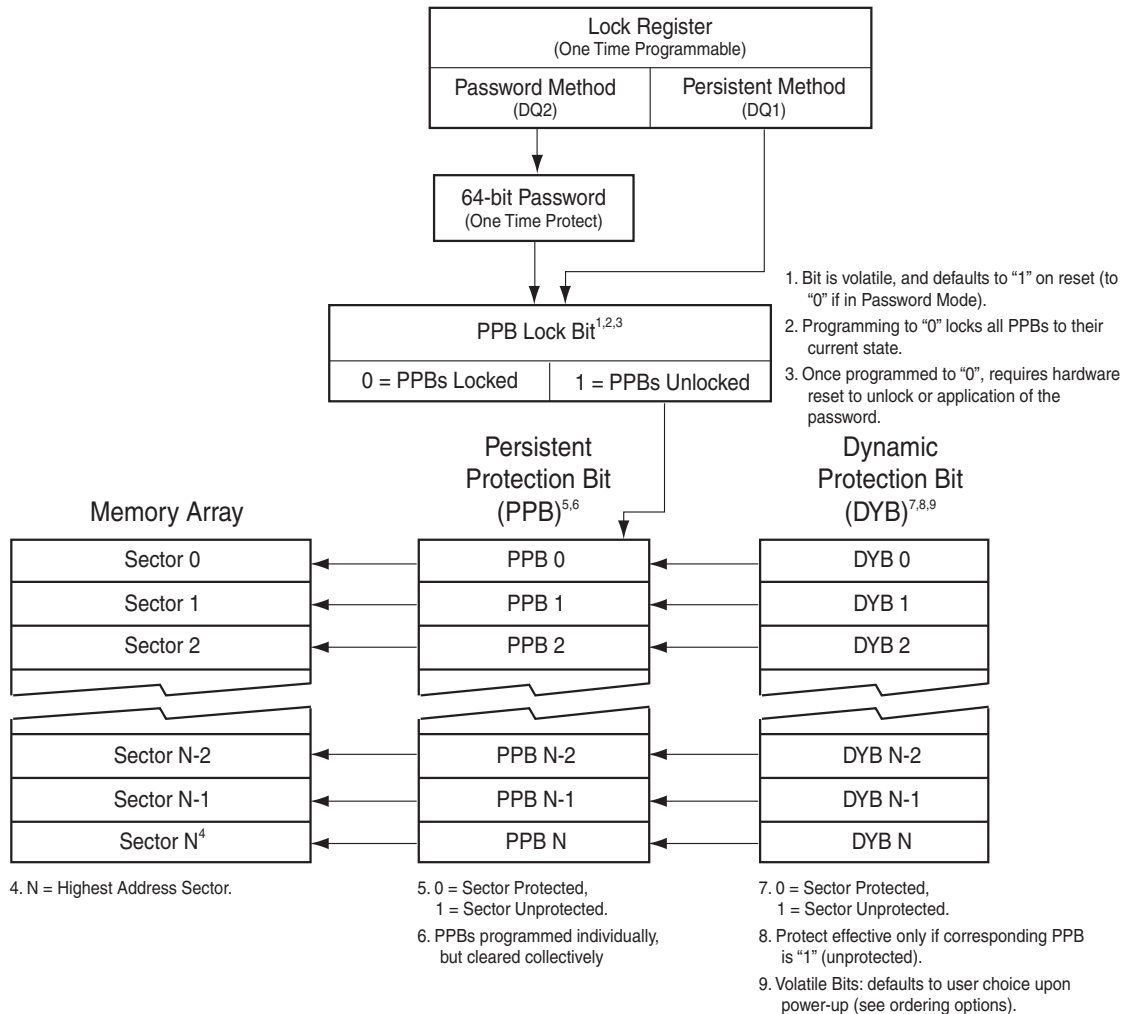 Lock Register
(One Time Programmable)
Password Method
(DQ2)
Persistent Method
(DQ1)
64-bit Password
(One Time Protect)
PPB Lock Bit1,2,3
0 = PPBs Locked
1 = PPBs Unlocked
1. Bit is volatile, and defaults to “1” on reset (to
“0” if in Password Mode).
2. Programming to “0” locks all PPBs to their
current state.
3. Once programmed to “0”, requires hardware
reset to unlock or application of the
password.
Memory Array
Persistent
Protection Bit
(PPB)5,6
Dynamic
Protection Bit
(DYB)7,8,9
Sector 0
PPB 0
DYB 0
Sector 1
PPB 1
DYB 1
Sector 2
PPB 2
DYB 2
Sector N-2
PPB N-2
DYB N-2
Sector N-1
PPB N-1
DYB N-1
Sector N4
PPB N
DYB N
4. N = Highest Address Sector.
5. 0 = Sector Protected,
1 = Sector Unprotected.
6. PPBs programmed individually,
but cleared collectively
7. 0 = Sector Protected,
1 = Sector Unprotected.
8. Protect effective only if corresponding PPB
is “1” (unprotected).
9. Volatile Bits: defaults to user choice upon
power-up (see ordering options).